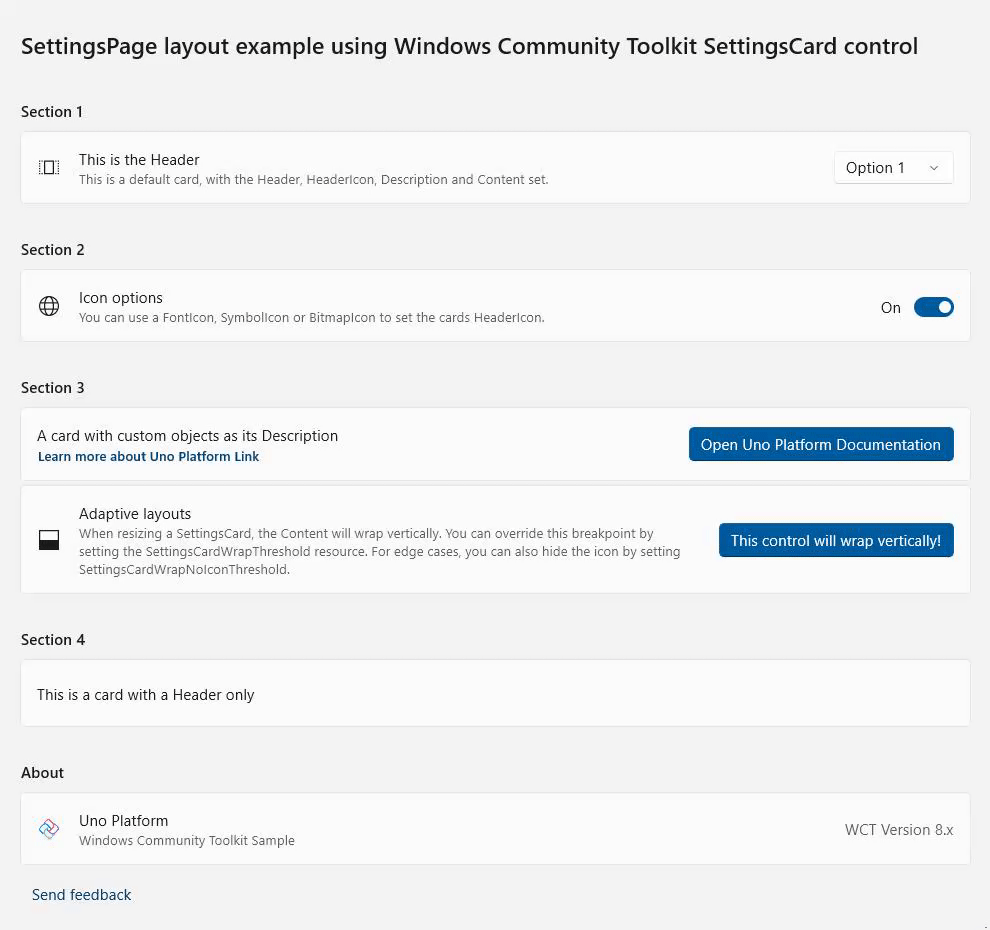 SettingsPage layout example using Windows Community Toolkit SettingsCard control
Section 1
This is the Header
This is a default card, with the Header, HeaderIcon, Description and Content set.
Option 1
Section 2
Icon options
You can use a FontIcon, SymbolIcon or BitmapIcon to set the cards HeaderIcon.
On
Section 3
A card with custom objects as its Description
Learn more about Uno Platform Link
Open Uno Platform Documentation
Adaptive layouts
When resizing a SettingsCard, the Content will wrap vertically. You can override this breakpoint by
setting the SettingsCardWrapThreshold resource. For edge cases, you can also hide the icon by setting
SettingsCardWrapNoIconThreshold.
This control will wrap vertically!
Section 4
This is a card with a Header only
About
Uno Platform
Windows Community Toolkit Sample
WCT Version 8.x
Send feedback